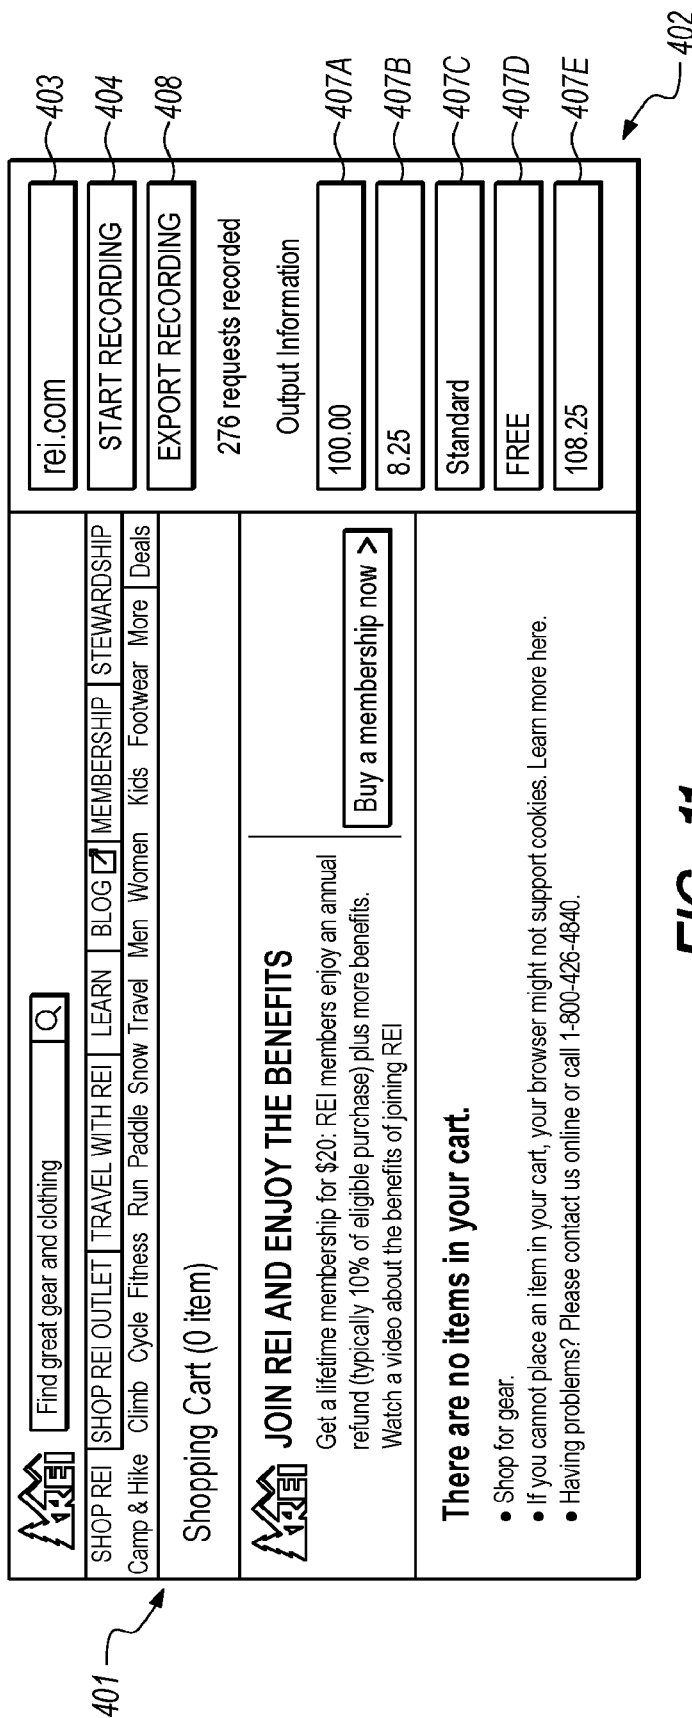 REI
Find great gear and clothing
SHOP REI SHOP REI OUTLET TRAVEL WITH REI LEARN BLOG MEMBERSHIP STEWARDSHIP
Camp & Hike Climb Cycle Fitness Run Paddle Snow Travel Men Women Kids Footwear More Deals
Shopping Cart (0 item)
REI
JOIN REI AND ENJOY THE BENEFITS
Get a lifetime membership for $20: REI members enjoy an annual
refund (typically 10% of eligible purchase) plus more benefits.
Watch a video about the benefits of joining REI
Buy a membership now >
There are no items in your cart.
• Shop for gear.
• If you cannot place an item in your cart, your browser might not support cookies. Learn more here.
• Having problems? Please contact us online or call 1-800-426-4840.
401
rei.com 403
START RECORDING 404
EXPORT RECORDING 408
276 requests recorded
Output Information
100.00 407A
8.25 407B
Standard 407C
FREE 407D
108.25 407E
402
FIG. 11